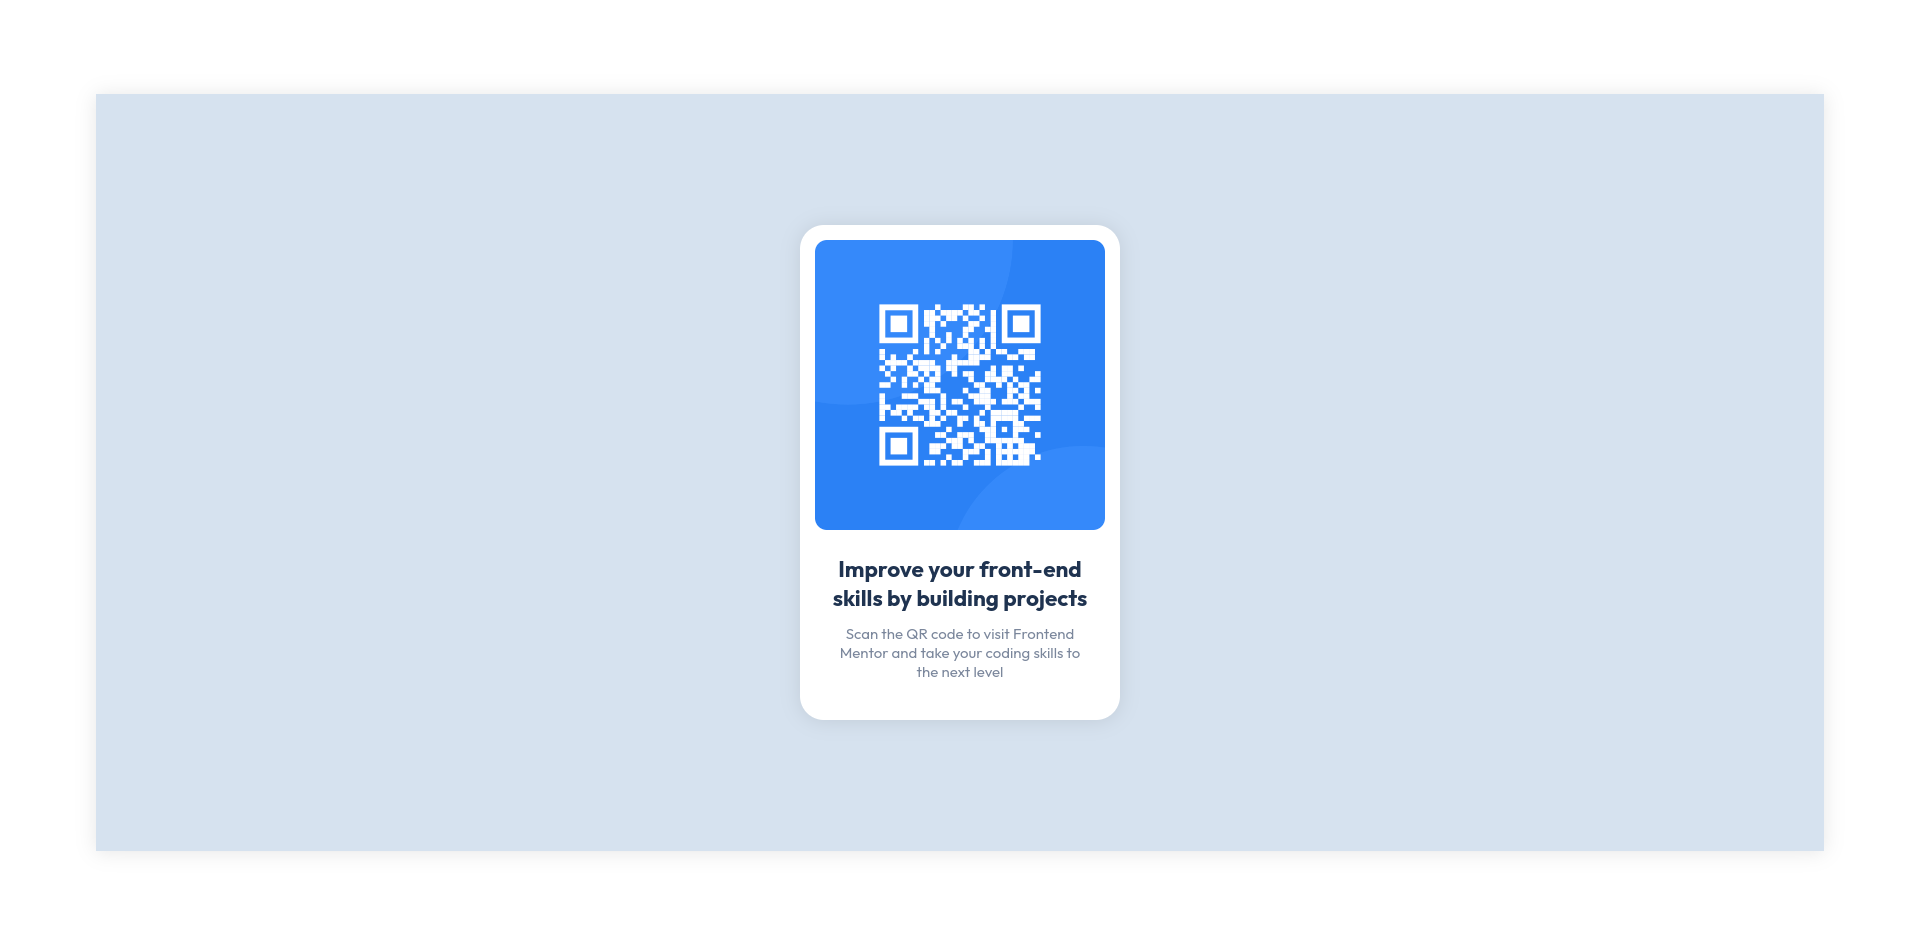 Improve your front-end
skills by building projects
Scan the QR code to visit Frontend
Mentor and take your coding skills to
the next level